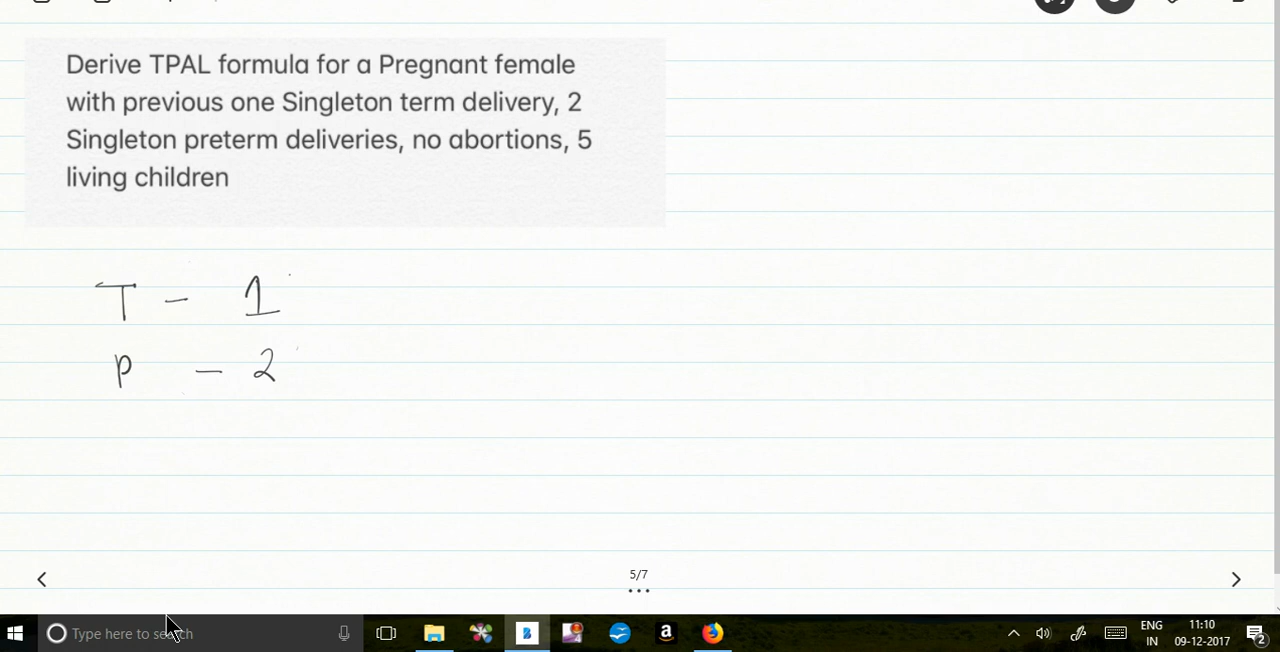 Derive TPAL formula for a Pregnant female
with previous one Singleton term delivery, 2
Singleton preterm deliveries, no abortions, 5
living children
T - 1
P - 2
5/7
Type here to search
ENG
IN
11:10
09-12-2017
2